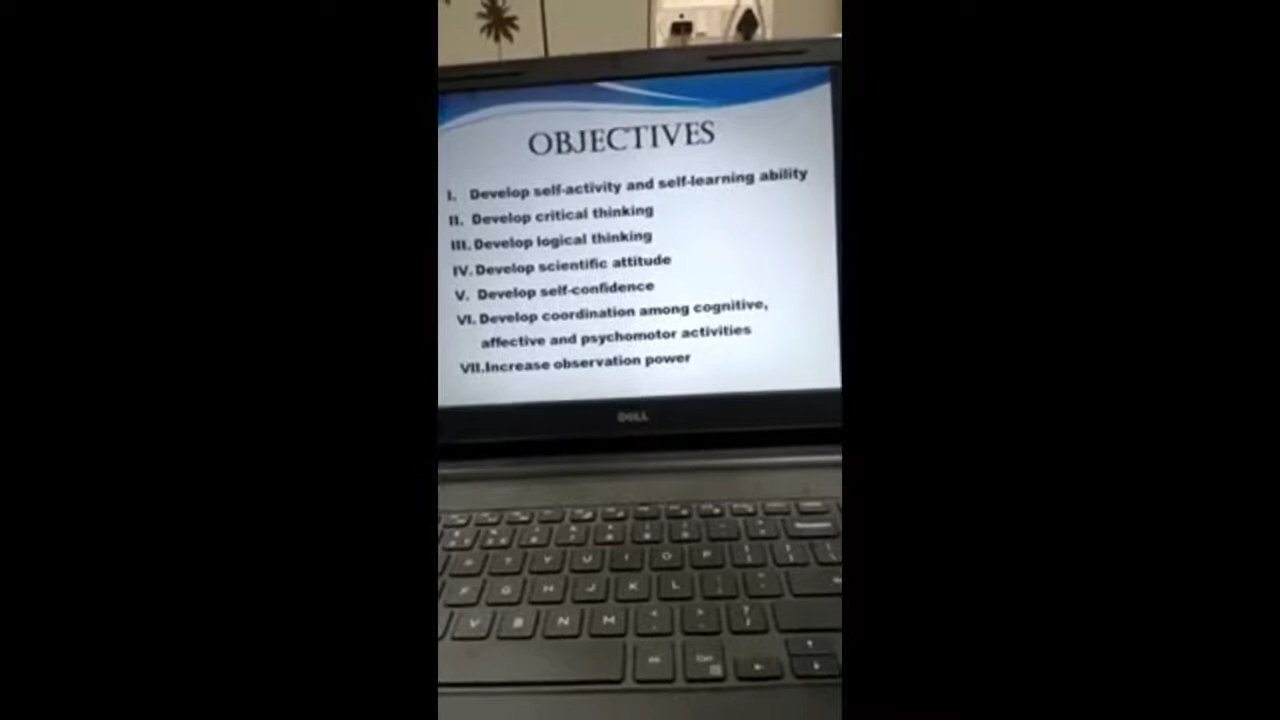 OBJECTIVES
I. Develop self-activity and self-learning ability
II. Develop critical thinking
III. Develop logical thinking
IV. Develop scientific attitude
V. Develop self-confidence
VI. Develop coordination among cognitive,
affective and psychomotor activities
VII. Increase observation power
DELL
Y U I O P
F G H J K L
V B N M